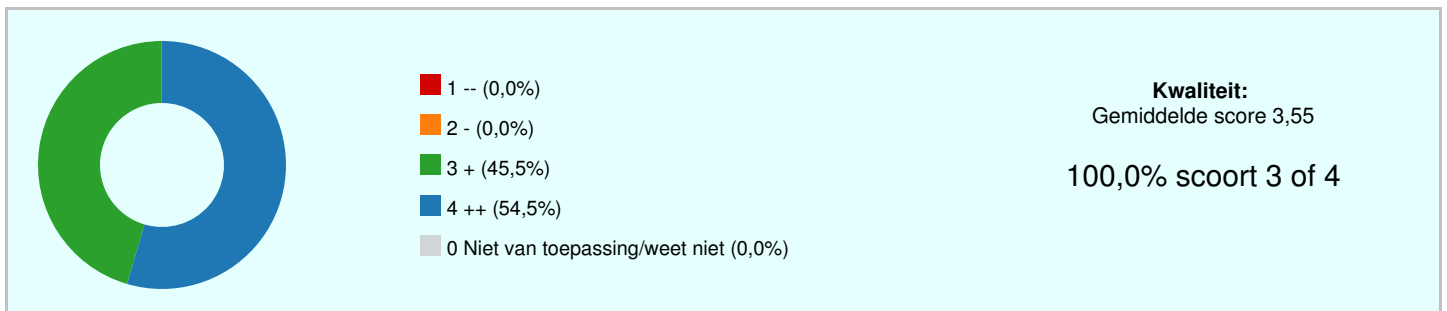 1 -- (0,0%)
2 - (0,0%)
3 + (45,5%)
4 ++ (54,5%)
0 Niet van toepassing/weet niet (0,0%)
Kwaliteit:
Gemiddelde score 3,55
100,0% scoort 3 of 4